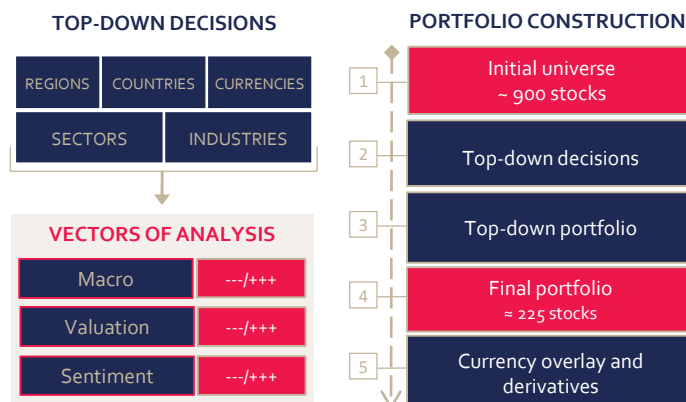 TOP-DOWN DECISIONS
REGIONS
COUNTRIES
CURRENCIES
SECTORS
INDUSTRIES
VECTORS OF ANALYSIS
Macro
---/+++
Valuation
---/+++
Sentiment
---/+++
PORTFOLIO CONSTRUCTION
1
Initial universe
~ 900 stocks
2
Top-down decisions
3
Top-down portfolio
4
Final portfolio
≈ 225 stocks
5
Currency overlay and
derivatives